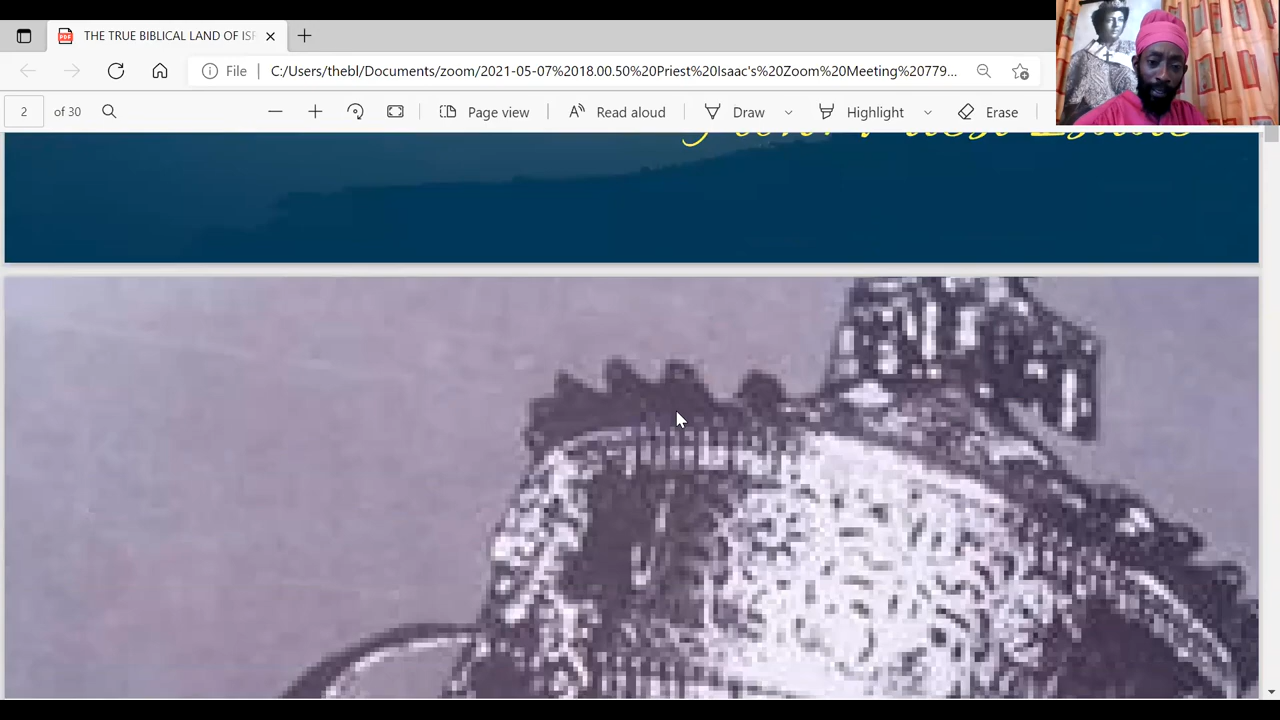 THE TRUE BIBLICAL LAND OF ISR
File
C:/Users/thebl/Documents/zoom/2021-05-07%2018.00.50%20Priest%20Isaac's%20Zoom%20Meeting%20779...
2 of 30
Page view
Read aloud
Draw
Highlight
Erase